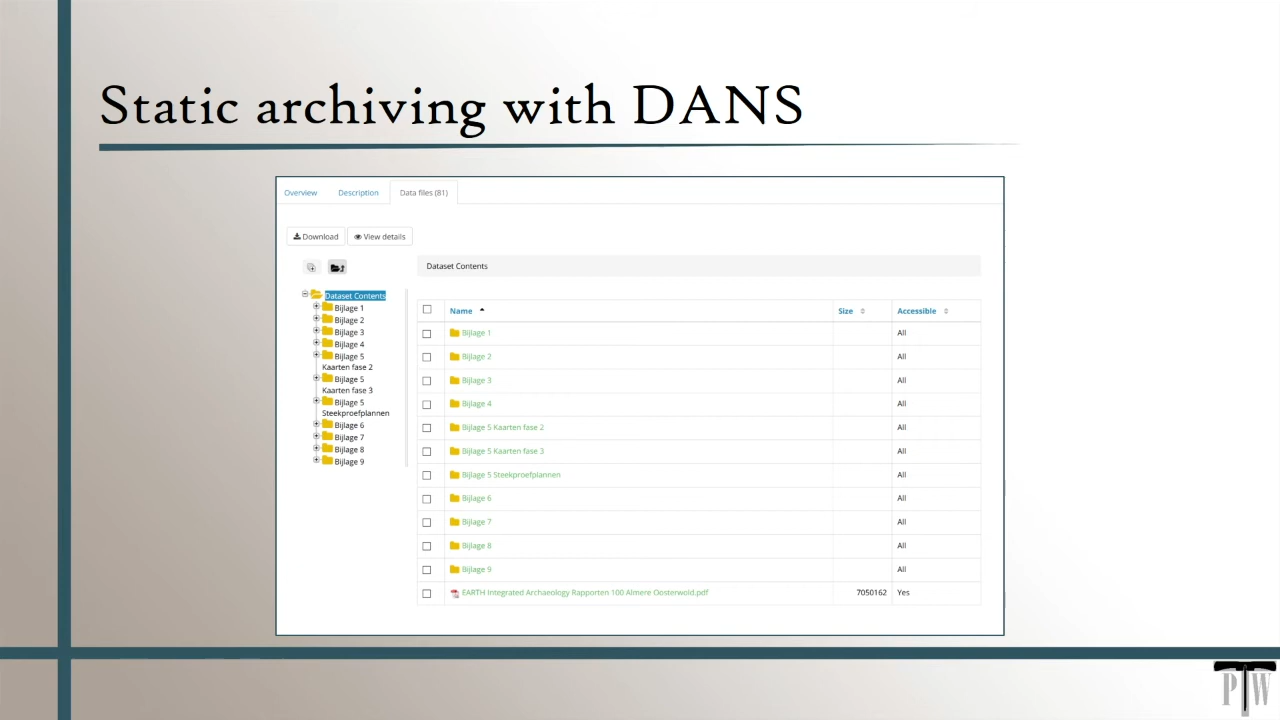 Static archiving with DANS
Overview Description Data files (81)
Download View details
Dataset Contents
Dataset Contents
Bijlage 1
Bijlage 2
Bijlage 3
Bijlage 4
Bijlage 5
Kaarten fase 2
Bijlage 5
Kaarten fase 3
Bijlage 5
Steekproefplannen
Bijlage 6
Bijlage 7
Bijlage 8
Bijlage 9
Name Size Accessible
Bijlage 1 All
Bijlage 2 All
Bijlage 3 All
Bijlage 4 All
Bijlage 5 Kaarten fase 2 All
Bijlage 5 Kaarten fase 3 All
Bijlage 5 Steekproefplannen All
Bijlage 6 All
Bijlage 7 All
Bijlage 8 All
Bijlage 9 All
EARTH Integrated Archaeology Rapporten 100 Almere Oosterwold.pdf 7050162 Yes
PTW